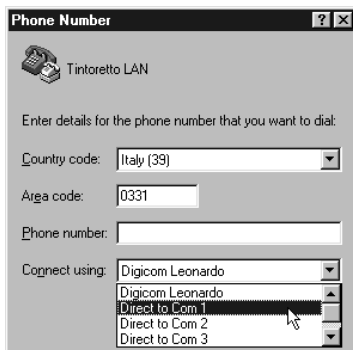 Phone Number
Tintoretto LAN
Enter details for the phone number that you want to dial:
Country code: Italy (39)
Area code: 0331
Phone number:
Connect using: Digicom Leonardo
Digicom Leonardo
Direct to Com 1
Direct to Com 2
Direct to Com 3